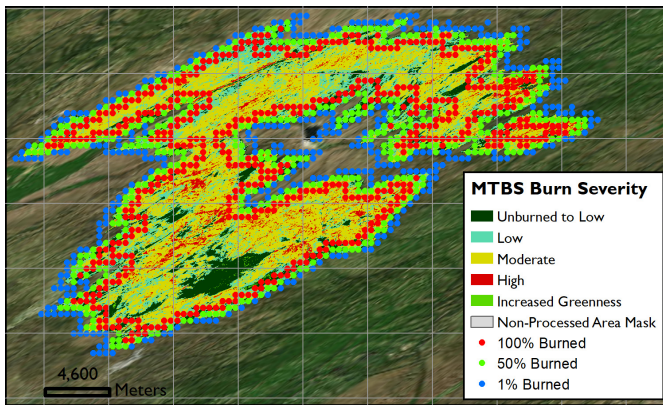 MTBS Burn Severity
Unburned to Low
Low
Moderate
High
Increased Greenness
Non-Processed Area Mask
100% Burned
50% Burned
1% Burned
4,600
Meters